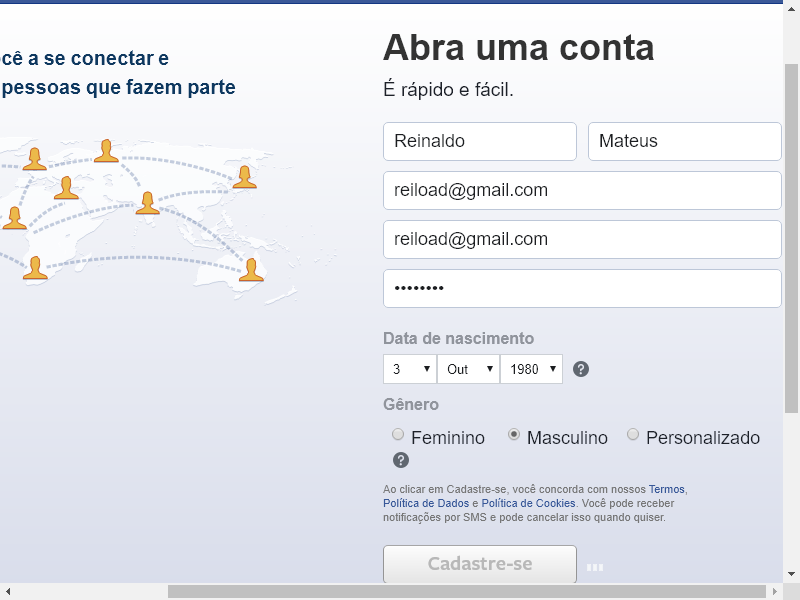 cê a se conectar e
pessoas que fazem parte
Abra uma conta
É rápido e fácil.
Reinaldo
Mateus
reiload@gmail.com
reiload@gmail.com
••••••••
Data de nascimento
3 Out 1980
Gênero
Feminino Masculino Personalizado
Ao clicar em Cadastre-se, você concorda com nossos Termos,
Política de Dados e Política de Cookies. Você pode receber
notificações por SMS e pode cancelar isso quando quiser.
Cadastre-se